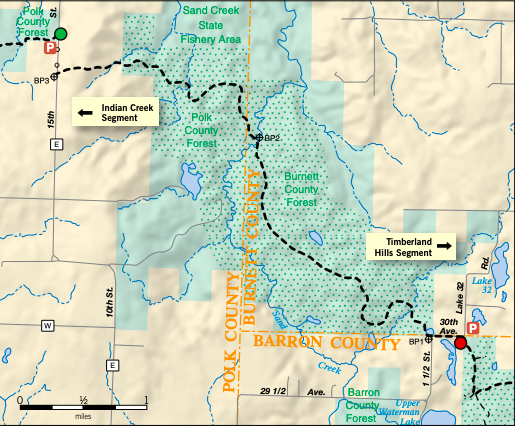 Polk
County
Forest
St.
P
BP3
Sand Creek
State
Fishery Area
Indian Creek
Segment
15th
E
Polk
County
Forest
BP2
Burnett
County
Forest
Timberland
Hills Segment
10th St.
W
E
POLK COUNTY
BURNETT COUNTY
BARRON COUNTY
Sand
Creek
Lake 32
Rd.
Lake
32
30th
Ave.
P
BP1
1 1/2 St.
29 1/2 Ave.
Barron
County
Forest
Upper
Waterman
Lake
0 ½ 1
miles